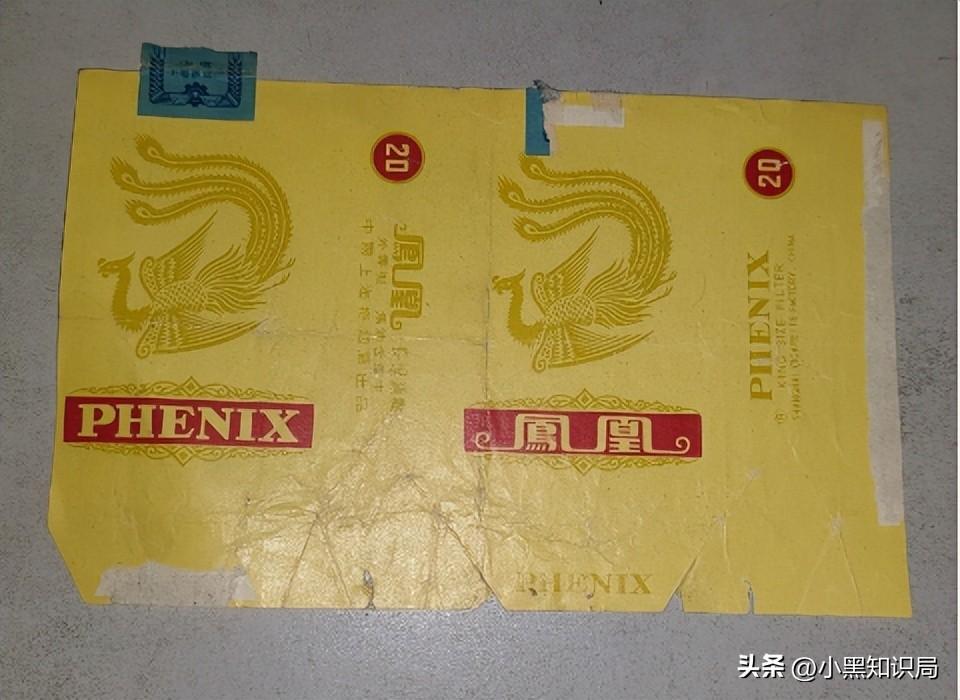 20
鳳凰
中国上海卷烟厂出品
PHENIX
20
PHENIX
KING SIZE FILTER
SHANGHAI CIGARETTE FACTORY, CHINA
鳳凰
PHENIX
头条 @小黑知识局